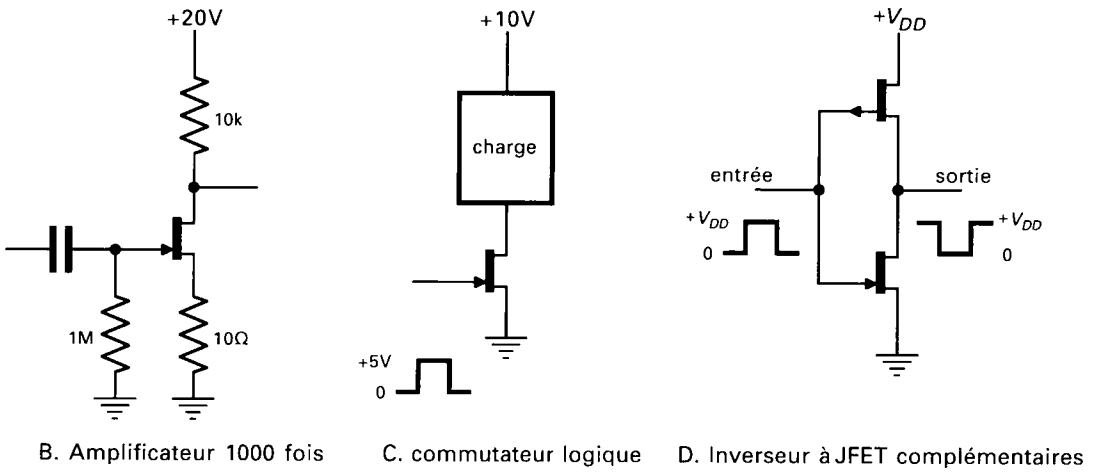 +20V
10k
1M
10Ω
B. Amplificateur 1000 fois
+10V
charge
+5V
0
C. commutateur logique
+VDD
entrée
sortie
+VDD
0
+VDD
0
D. Inverseur à JFET complémentaires